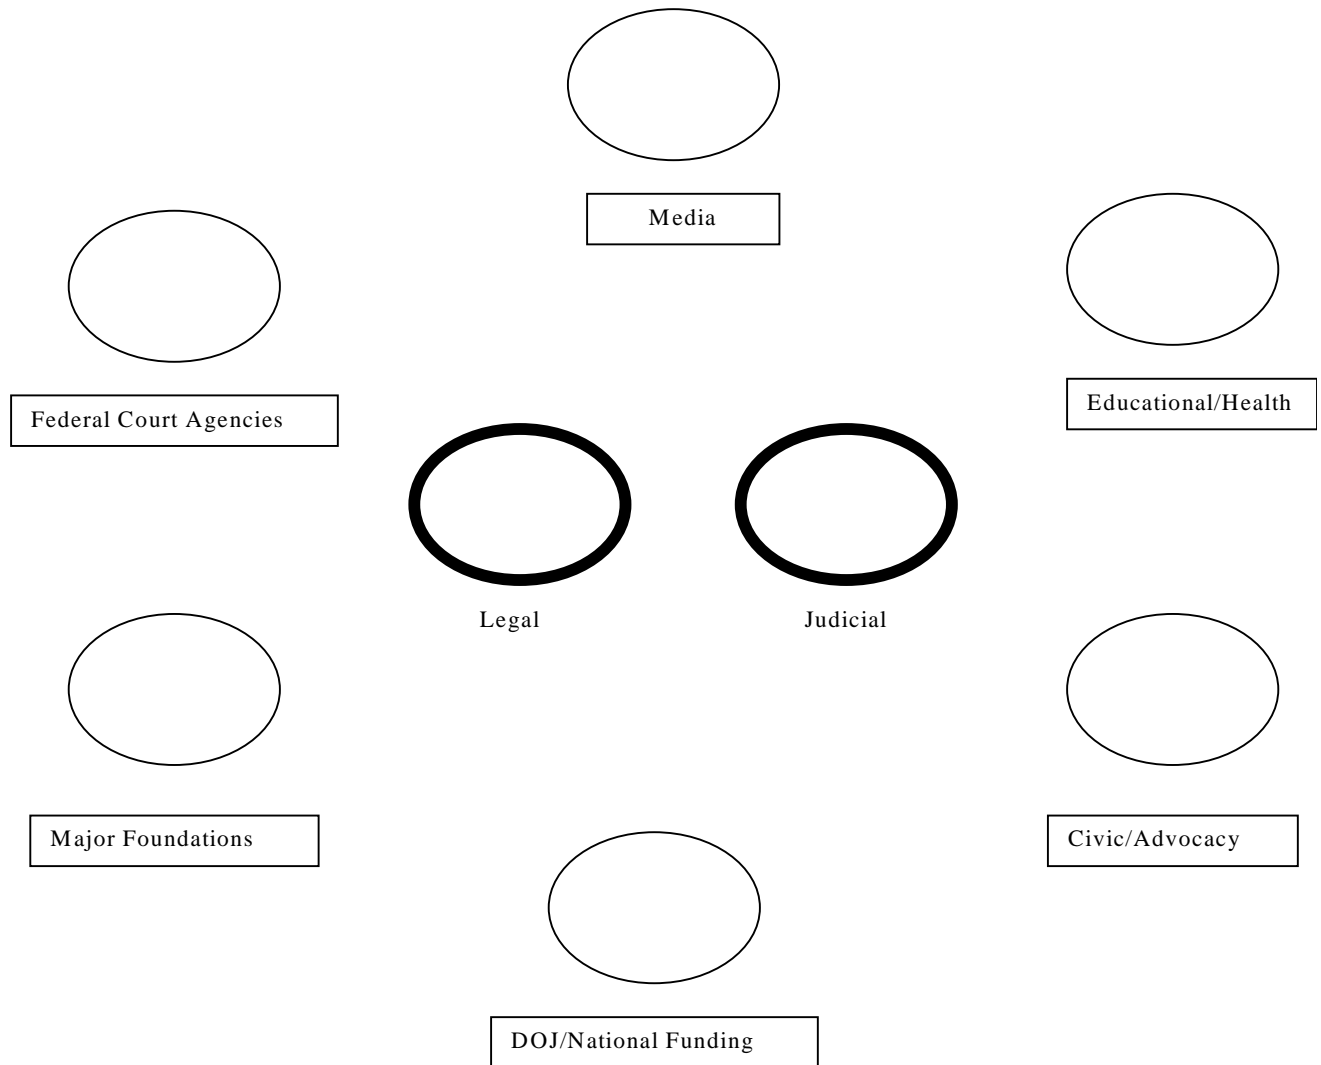 Media
Educational/Health
Federal Court Agencies
Legal
Judicial
Major Foundations
Civic/Advocacy
DOJ/National Funding